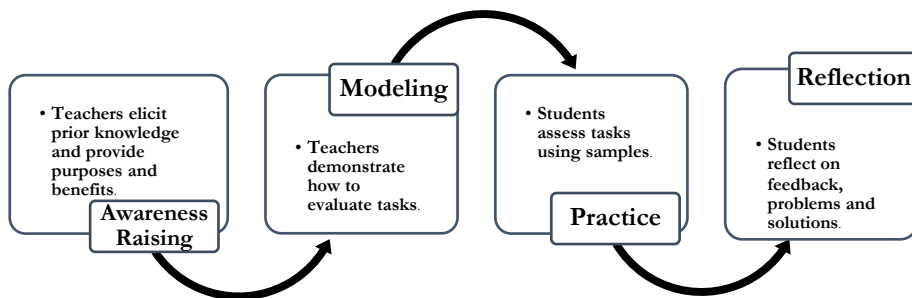 • Teachers elicit
prior knowledge
and provide
purposes and
benefits.
Awareness
Raising
Modeling
• Teachers
demonstrate
how to
evaluate tasks.
• Students
assess tasks
using samples.
Practice
Reflection
• Students
reflect on
feedback,
problems and
solutions.